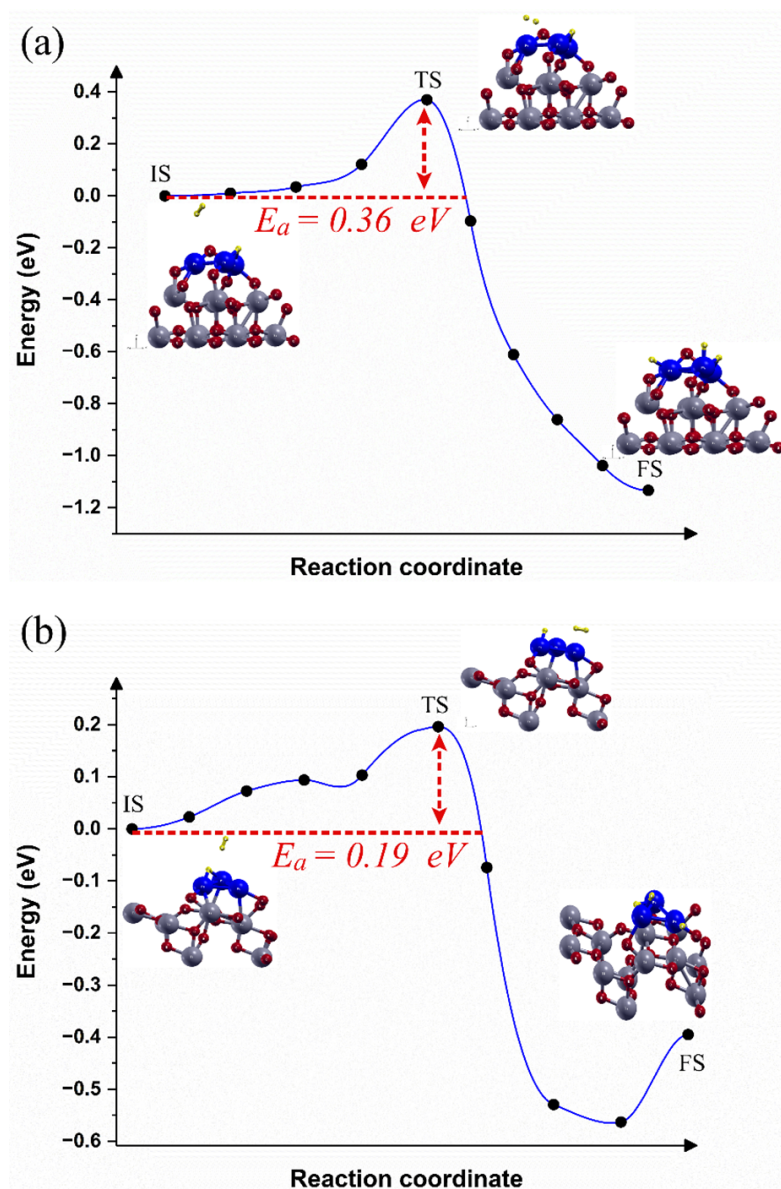 (a)
0.4
TS
0.2
IS
0.0
Eₐ = 0.36 eV
−0.2
Energy (eV)
−0.4
−0.6
−0.8
−1.0
FS
−1.2
Reaction coordinate
(b)
TS
0.2
0.1
IS
0.0
Eₐ = 0.19 eV
−0.1
Energy (eV)
−0.2
−0.3
−0.4
FS
−0.5
−0.6
Reaction coordinate